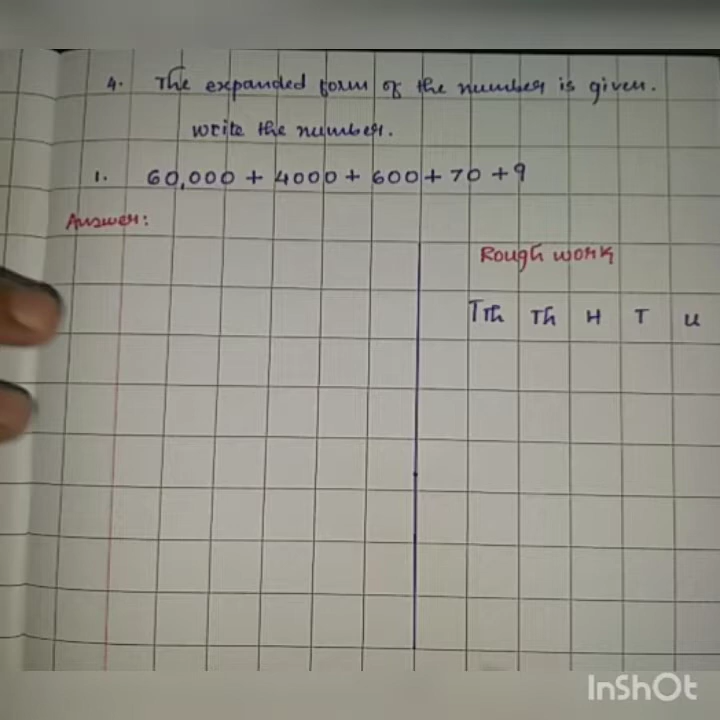 4. The expanded form of the number is given.
write the number.
1. 60,000 + 4000 + 600 + 70 + 9
Answer:
Rough work
TTh Th H T U
InShOt